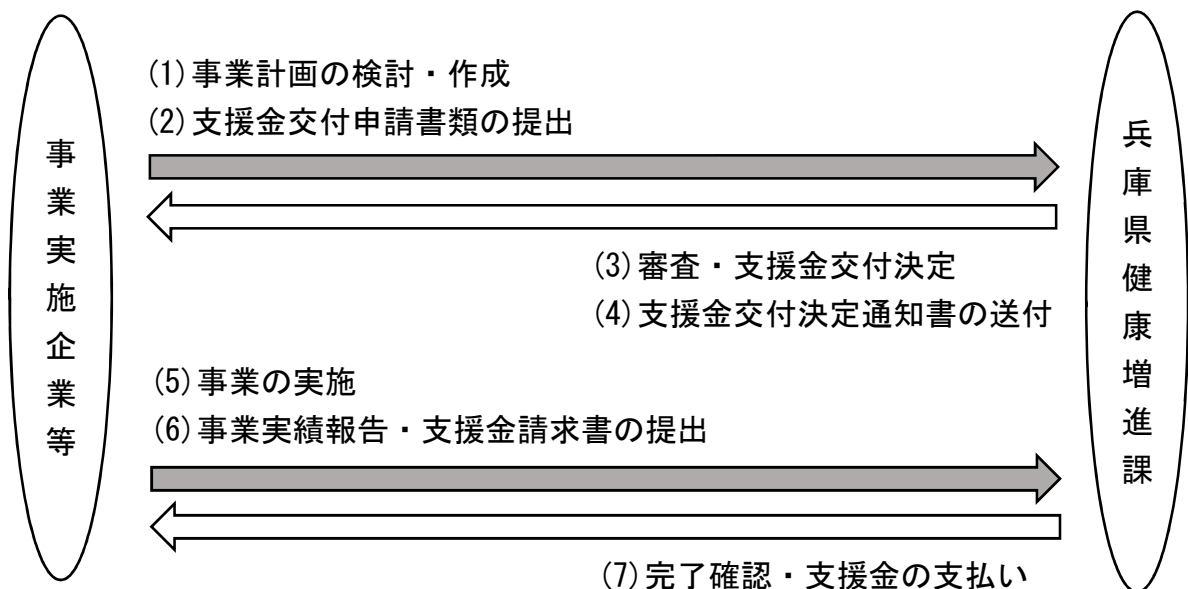 事業実施企業等
(1)事業計画の検討・作成
(2)支援金交付申請書類の提出
(3)審査・支援金交付決定
(4)支援金交付決定通知書の送付
(5)事業の実施
(6)事業実績報告・支援金請求書の提出
(7)完了確認・支援金の支払い
兵庫県健康増進課